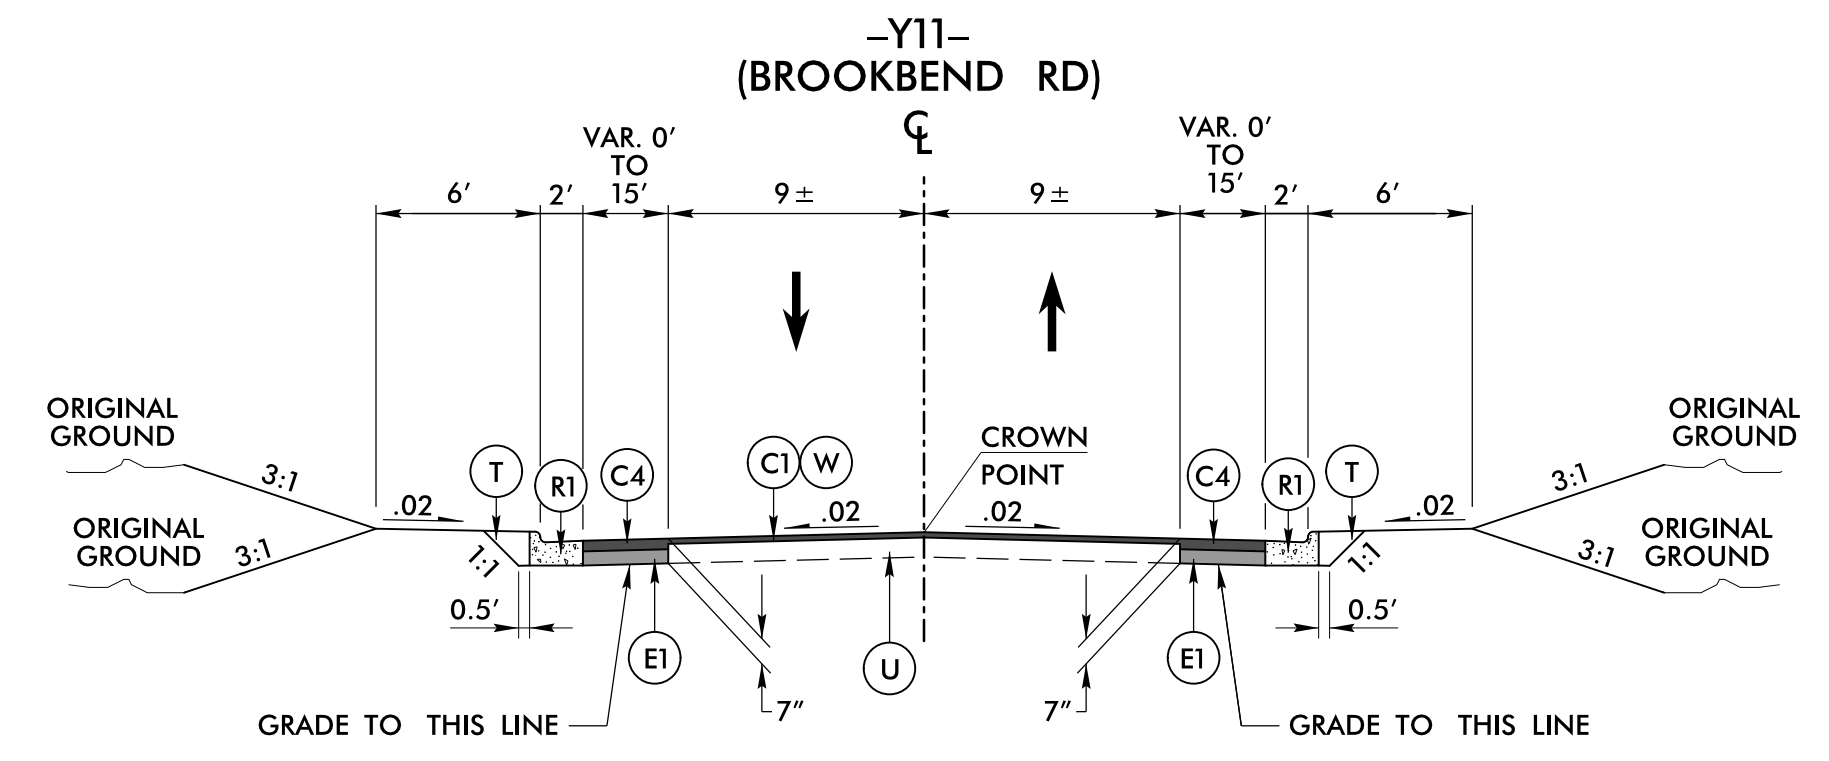 –Y11–
(BROOKBEND RD)
CL
VAR. 0'
TO
15'
VAR. 0'
TO
15'
6'
2'
9 ±
9 ±
2'
6'
ORIGINAL
GROUND
ORIGINAL
GROUND
3:1
3:1
.02
T
R1
C4
C1
W
CROWN
POINT
C4
R1
T
.02
.02
.02
3:1
3:1
ORIGINAL
GROUND
ORIGINAL
GROUND
1:1
1:1
0.5'
0.5'
E1
U
E1
7"
7"
GRADE TO THIS LINE
GRADE TO THIS LINE